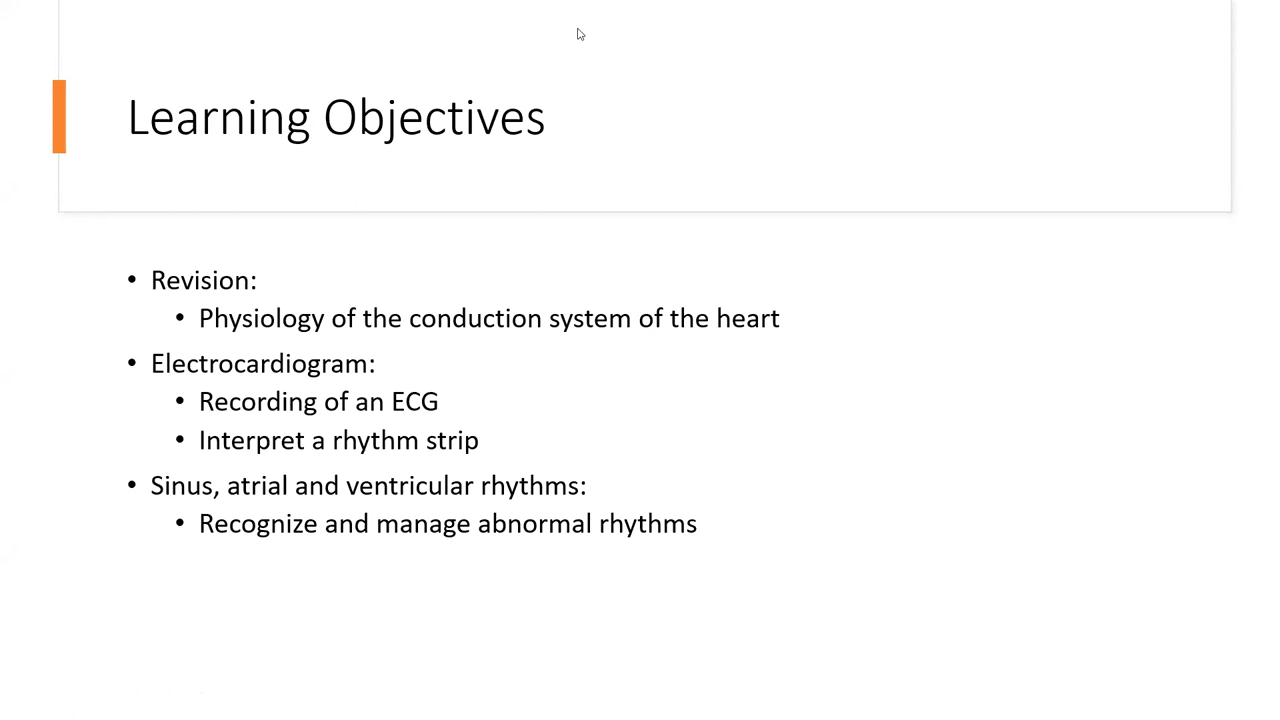 Learning Objectives
• Revision:
• Physiology of the conduction system of the heart
• Electrocardiogram:
• Recording of an ECG
• Interpret a rhythm strip
• Sinus, atrial and ventricular rhythms:
• Recognize and manage abnormal rhythms